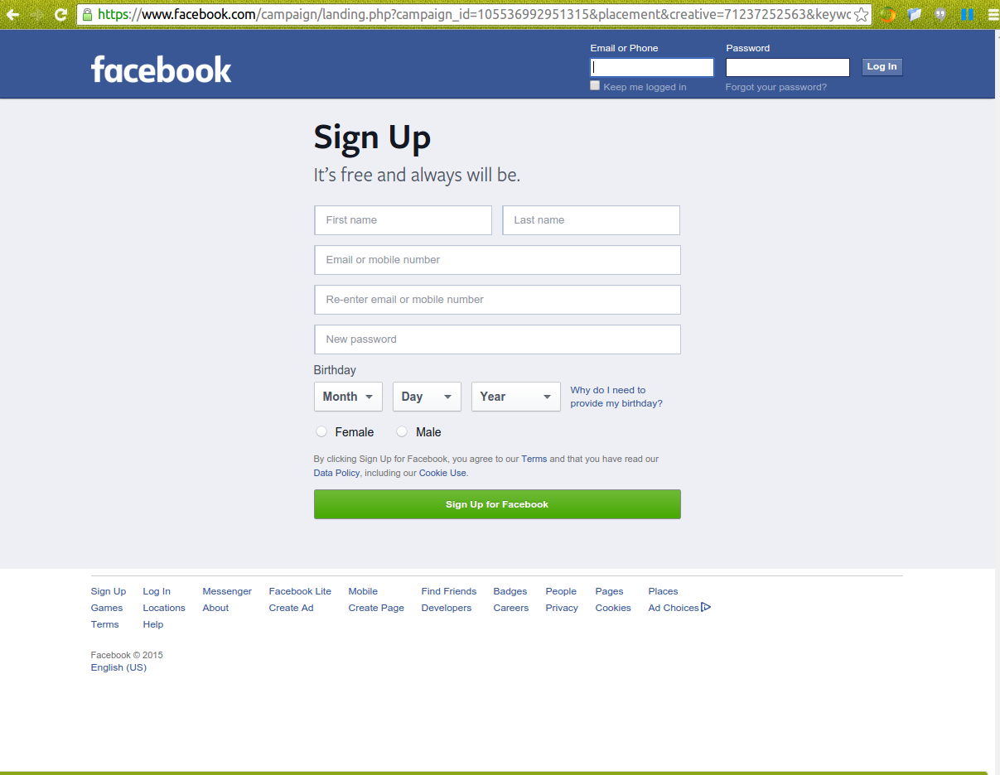 https://www.facebook.com/campaign/landing.php?campaign_id=105536992951315&placement&creative=71237252563&keywo
facebook
Email or Phone
Password
Log In
Keep me logged in
Forgot your password?
Sign Up
It's free and always will be.
First name
Last name
Email or mobile number
Re-enter email or mobile number
New password
Birthday
Month
Day
Year
Why do I need to
provide my birthday?
Female
Male
By clicking Sign Up for Facebook, you agree to our Terms and that you have read our
Data Policy, including our Cookie Use.
Sign Up for Facebook
Sign Up Log In Messenger Facebook Lite Mobile Find Friends Badges People Pages Places
Games Locations About Create Ad Create Page Developers Careers Privacy Cookies Ad Choices
Terms Help
Facebook © 2015
English (US)